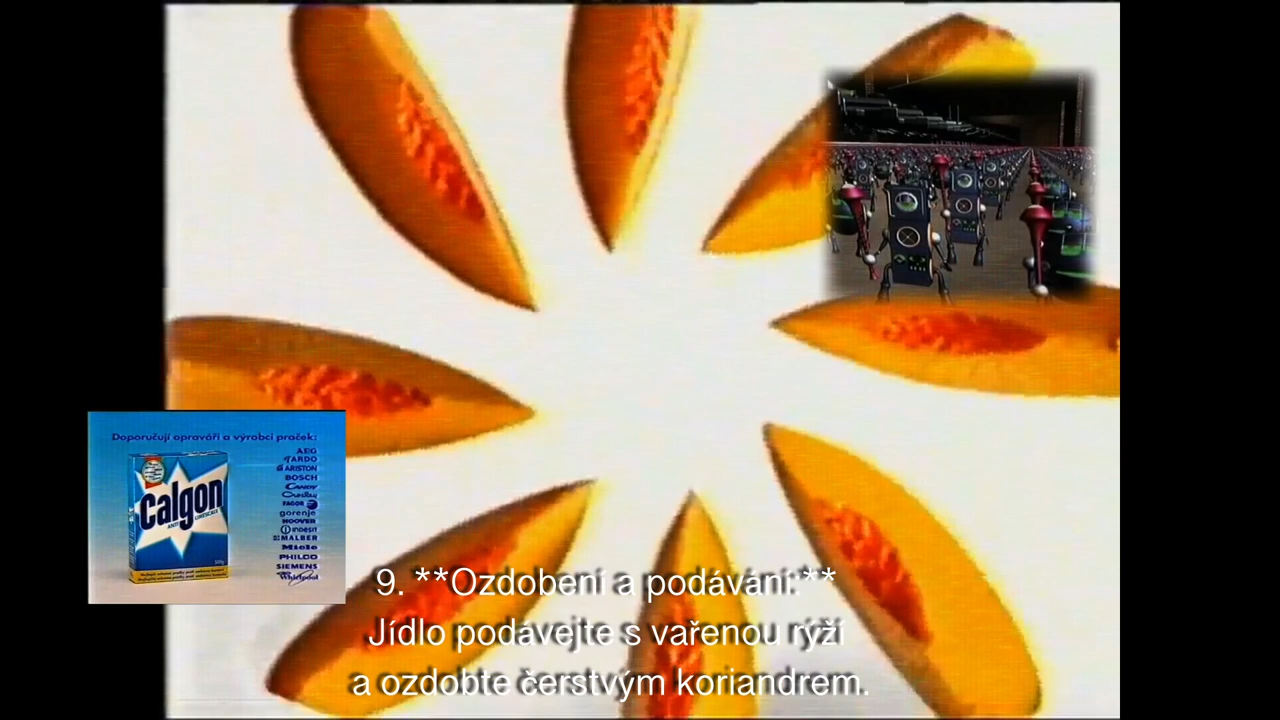 Doporučují opraváři a výrobci praček:
AEG
ARDO
ARISTON
BOSCH
CANDY
FAGOR
gorenje
HOOVER
INDESIT
MALBER
Miele
PHILCO
SIEMENS
Whirlpool
Calgon
9. **Ozdobení a podávání:**
Jídlo podávejte s vařenou rýží
a ozdobte čerstvým koriandrem.